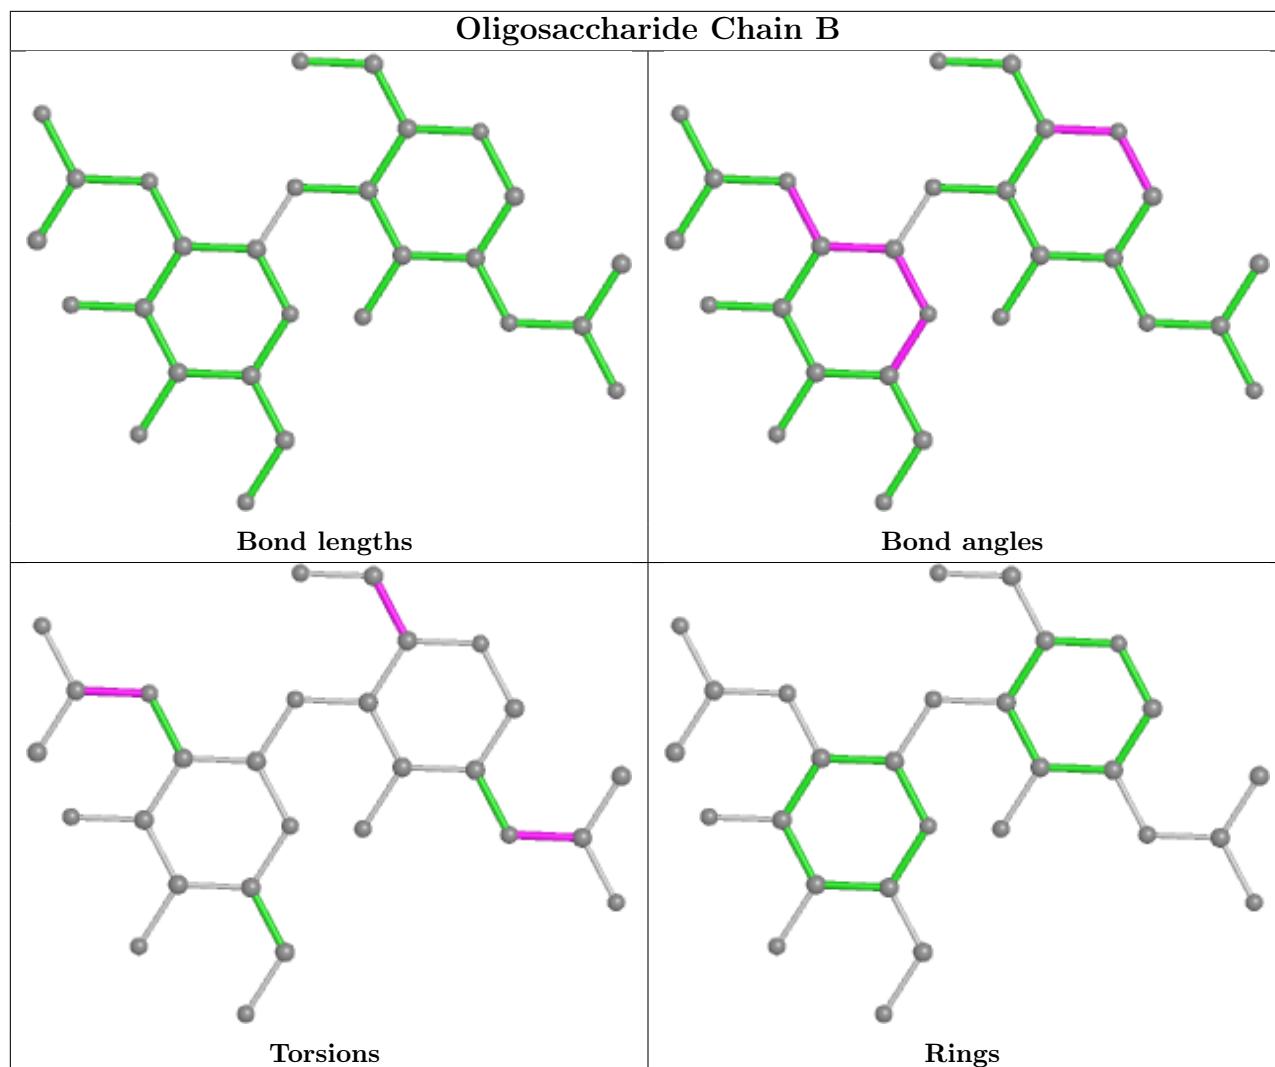 Oligosaccharide Chain B
Bond lengths
Bond angles
Torsions
Rings